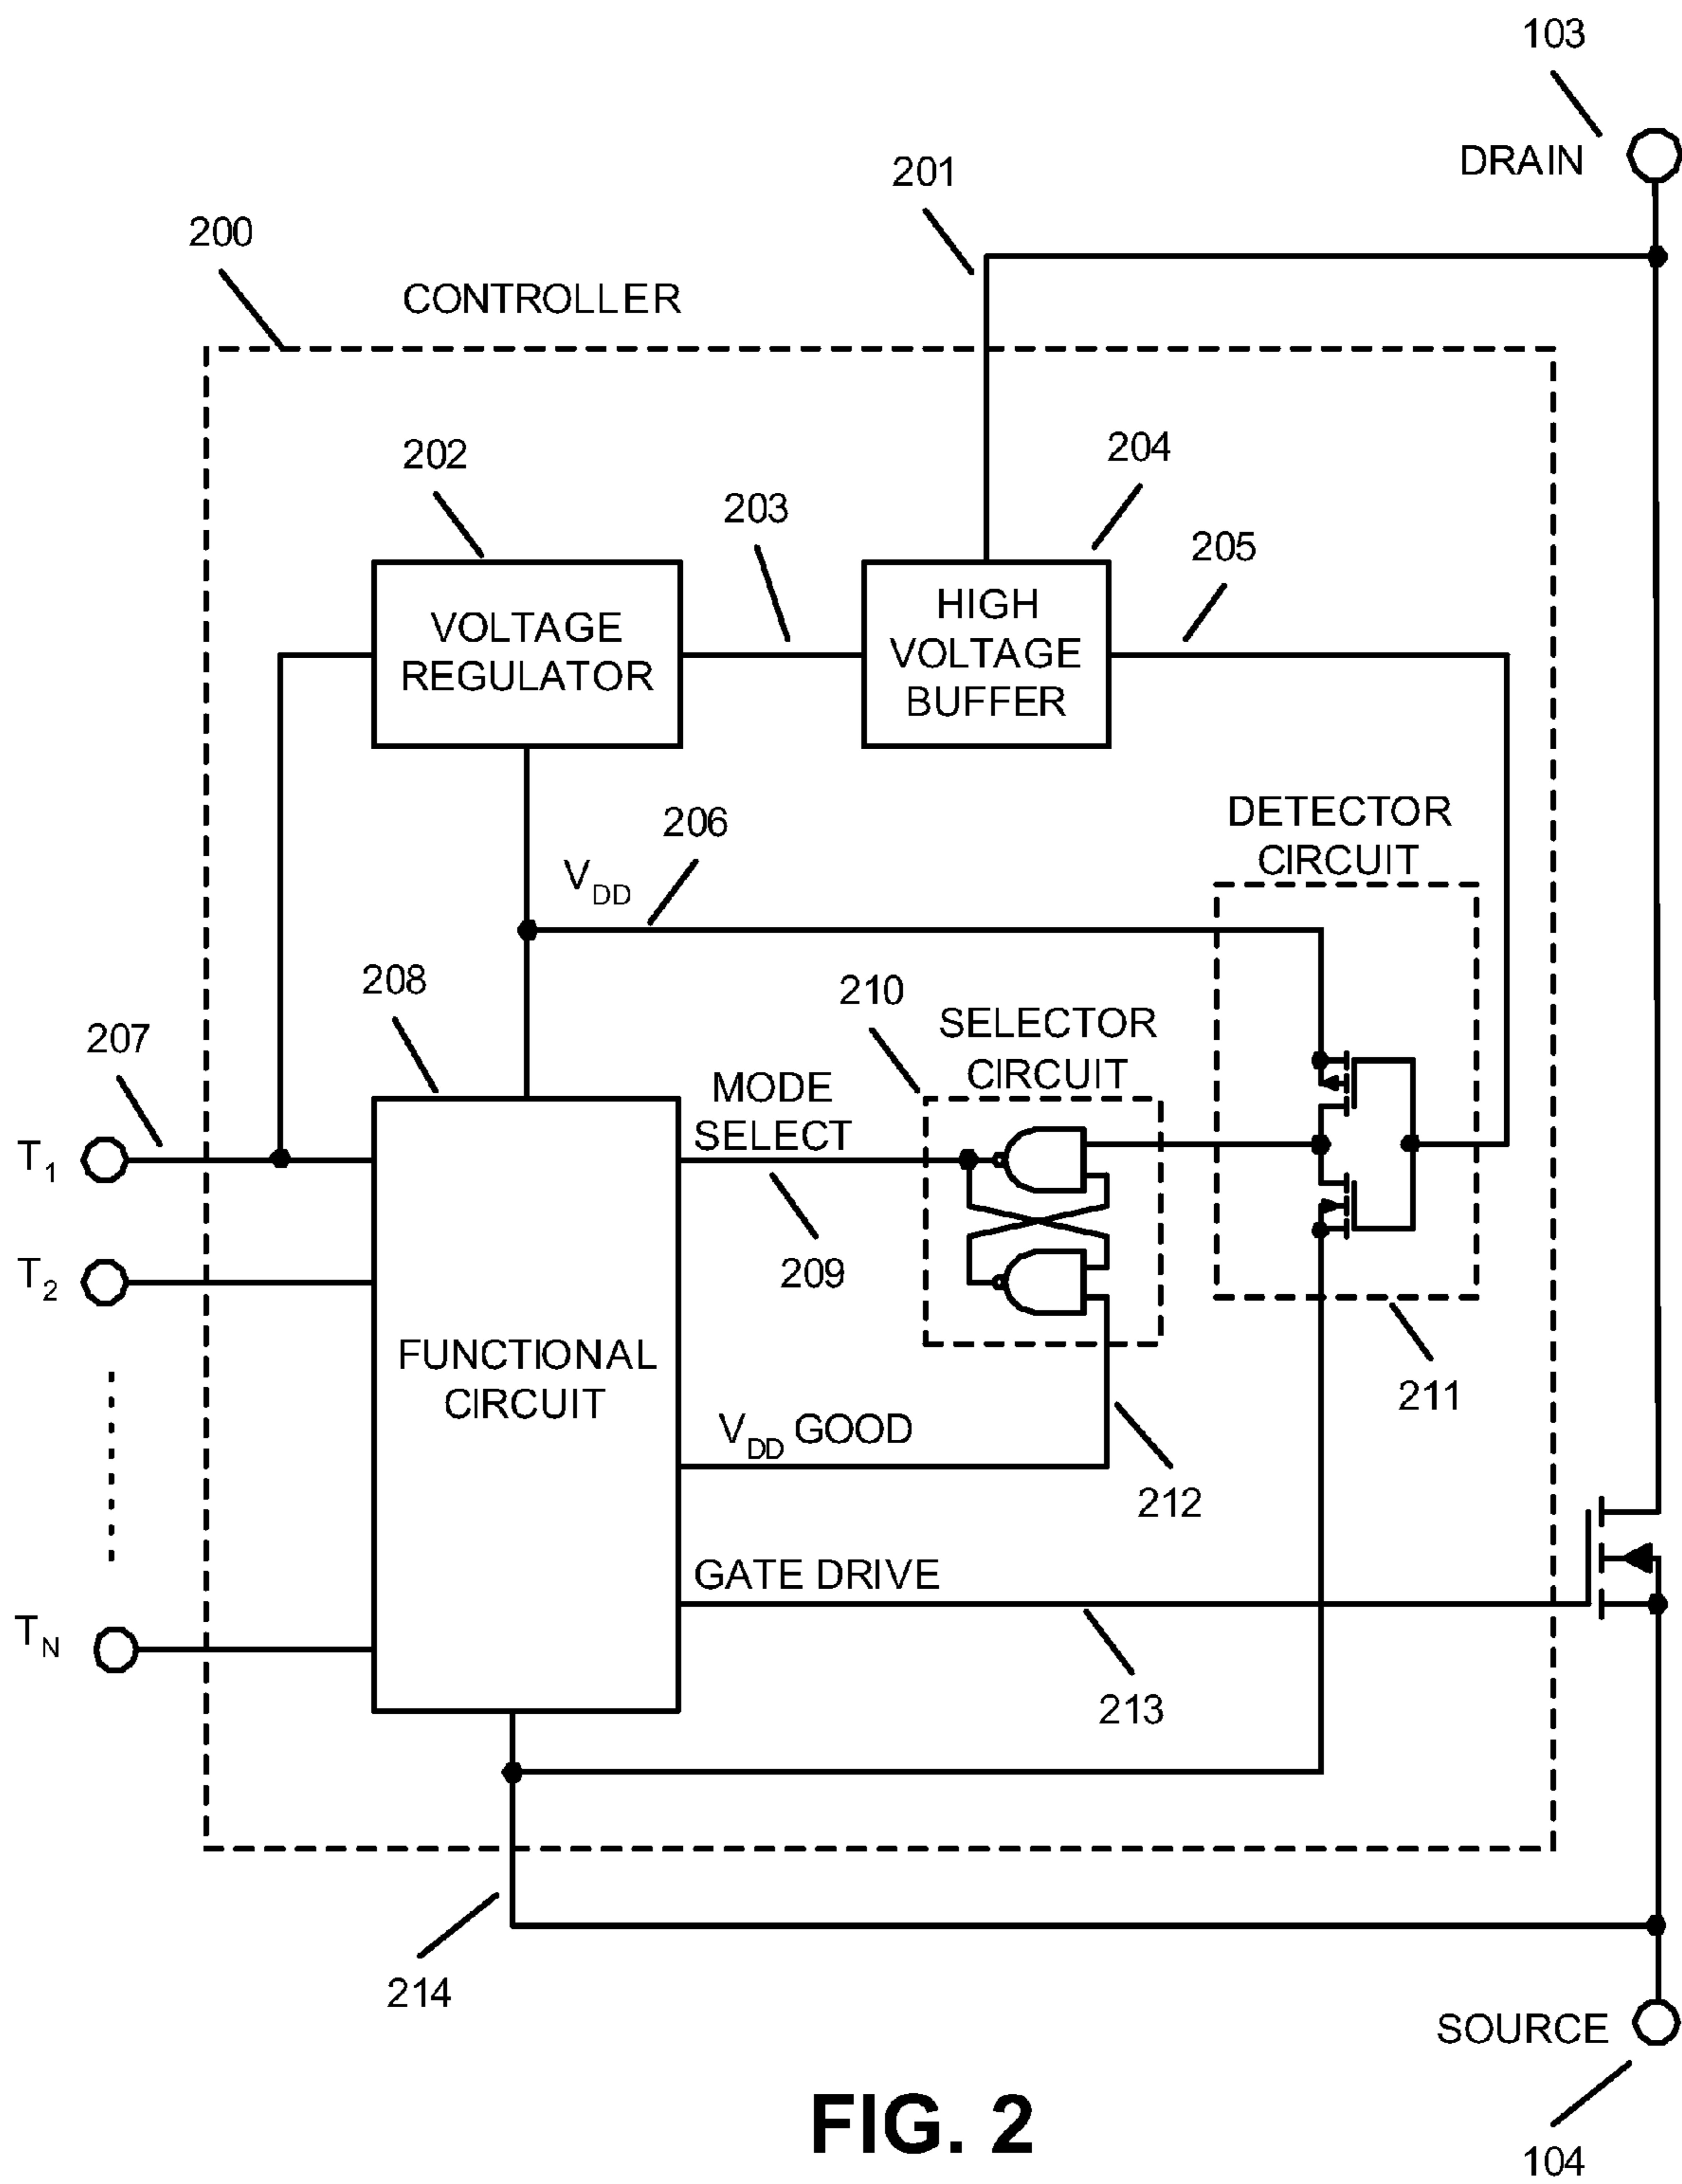 103
DRAIN
201
200
CONTROLLER
202
204
203
205
VOLTAGE
REGULATOR
HIGH
VOLTAGE
BUFFER
206
DETECTOR
CIRCUIT
VDD
208
210
SELECTOR
CIRCUIT
207
MODE
SELECT
T1
209
T2
FUNCTIONAL
CIRCUIT
211
VDD GOOD
212
GATE DRIVE
TN
213
214
SOURCE
FIG. 2
104